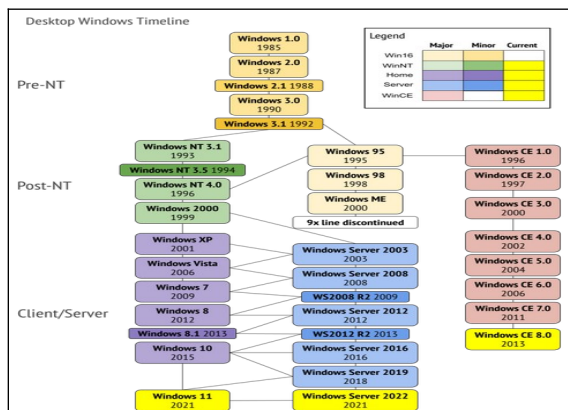 Desktop Windows Timeline
Legend
Major Minor Current
Win16
WinNT
Home
Server
WinCE
Pre-NT
Windows 1.0
1985
Windows 2.0
1987
Windows 2.1 1988
Windows 3.0
1990
Windows 3.1 1992
Post-NT
Windows NT 3.1
1993
Windows NT 3.5 1994
Windows NT 4.0
1996
Windows 2000
1999
Windows 95
1995
Windows 98
1998
Windows ME
2000
9x line discontinued
Windows CE 1.0
1996
Windows CE 2.0
1997
Windows CE 3.0
2000
Windows CE 4.0
2002
Windows CE 5.0
2004
Windows CE 6.0
2006
Windows CE 7.0
2011
Windows CE 8.0
2013
Client/Server
Windows XP
2001
Windows Vista
2006
Windows 7
2009
Windows 8
2012
Windows 8.1 2013
Windows 10
2015
Windows 11
2021
Windows Server 2003
2003
Windows Server 2008
2008
WS2008 R2 2009
Windows Server 2012
2012
WS2012 R2 2013
Windows Server 2016
2016
Windows Server 2019
2018
Windows Server 2022
2021